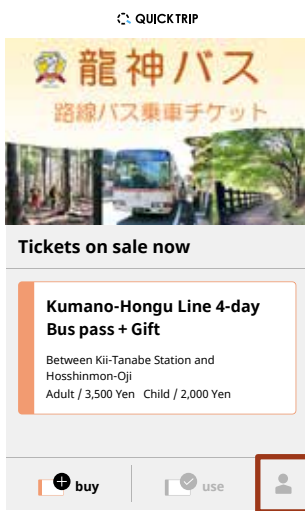 QUICKTRIP
龍神バス
路線バス乗車チケット
Tickets on sale now
Kumano-Hongu Line 4-day
Bus pass + Gift
Between Kii-Tanabe Station and
Hosshinmon-Oji
Adult / 3,500 Yen Child / 2,000 Yen
buy
use